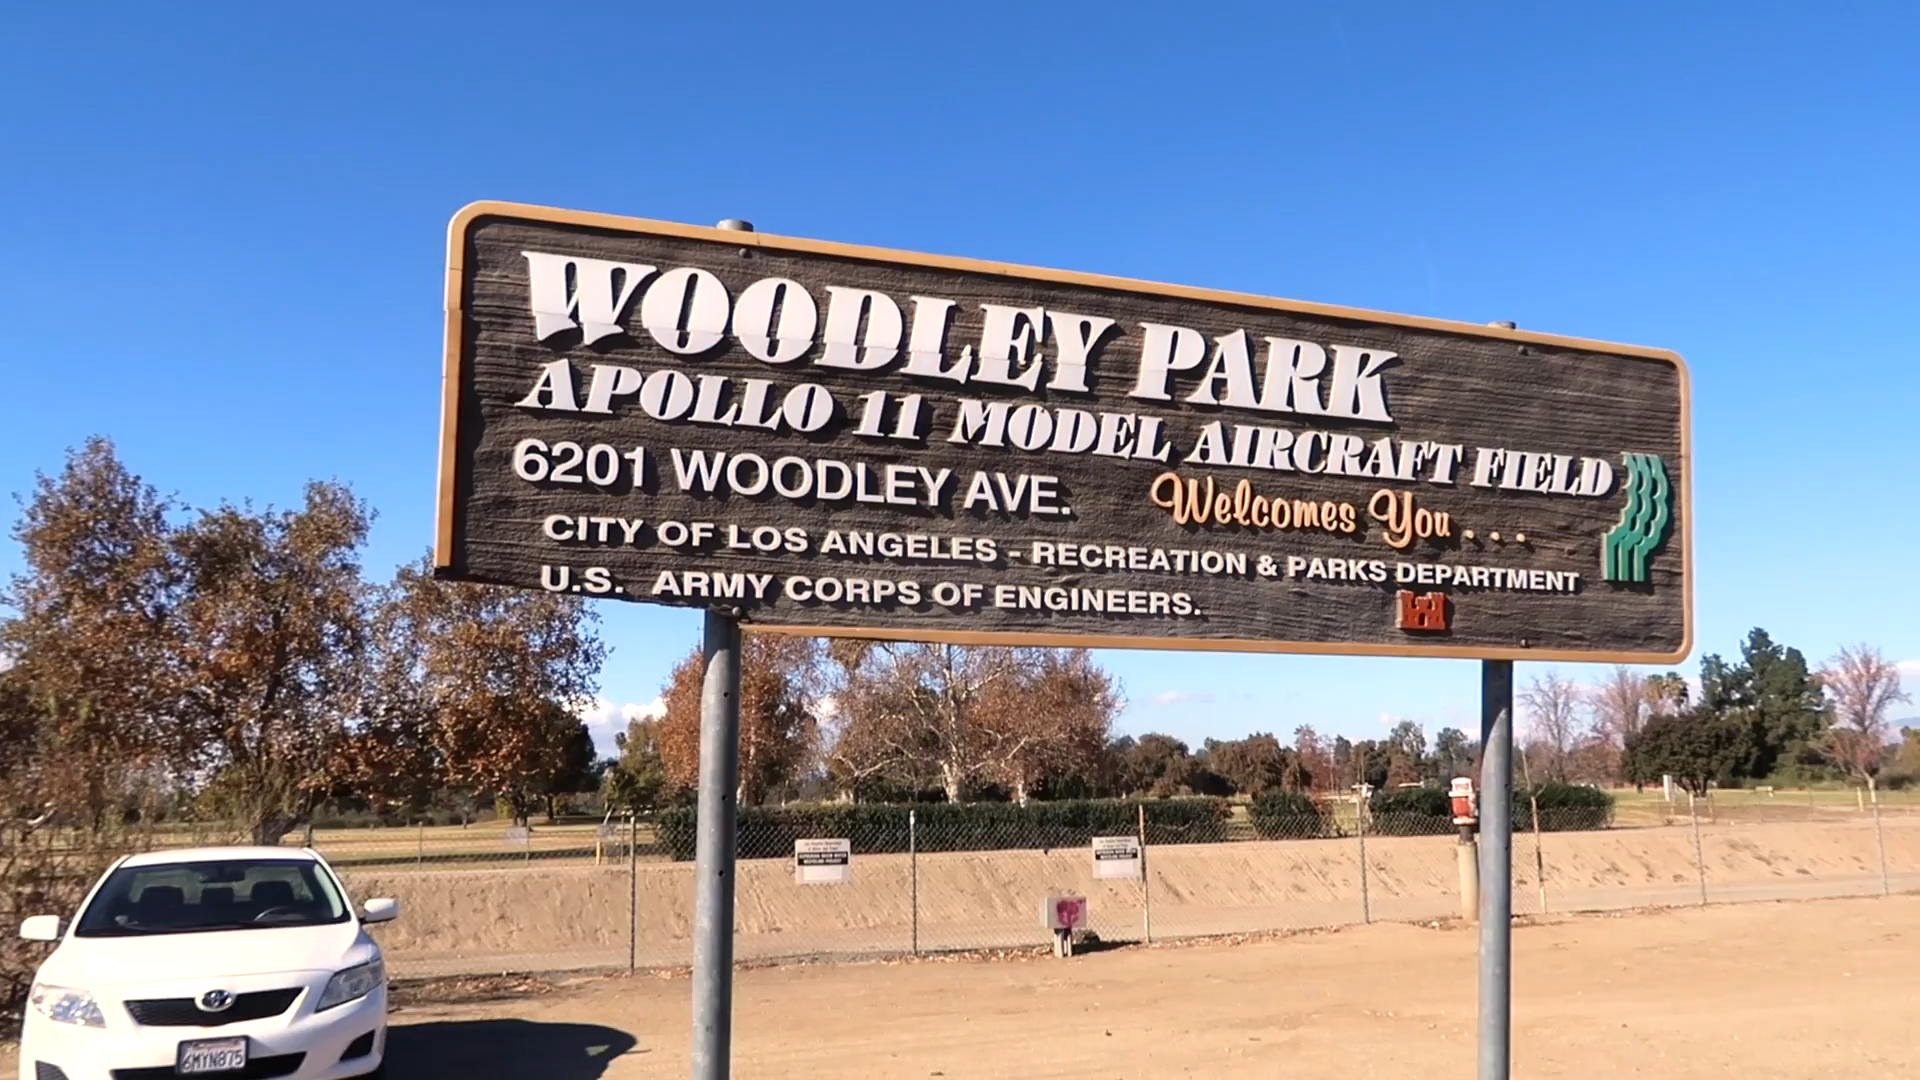 WOODLEY PARK
APOLLO 11 MODEL AIRCRAFT FIELD
6201 WOODLEY AVE.
Welcomes You . . .
CITY OF LOS ANGELES - RECREATION & PARKS DEPARTMENT
U.S. ARMY CORPS OF ENGINEERS.
6MYN875